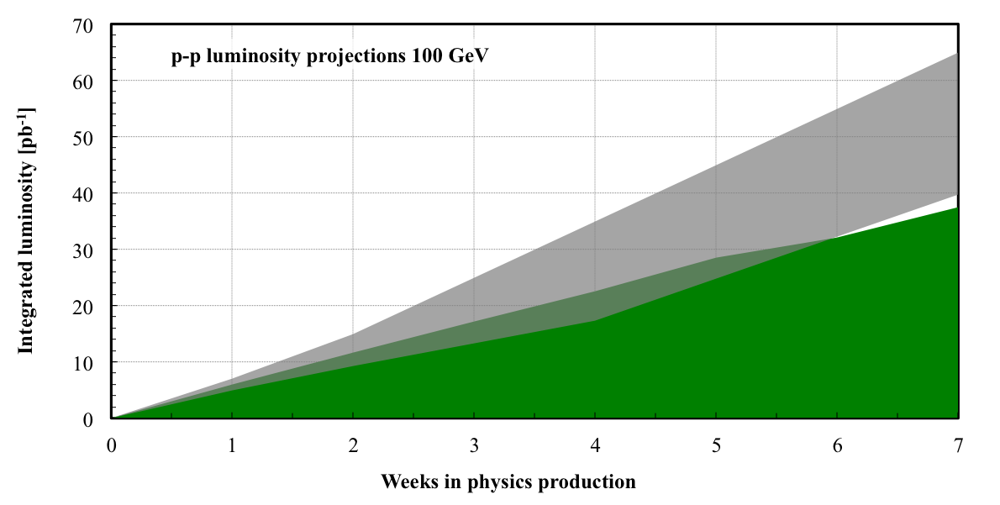 p-p luminosity projections 100 GeV
Integrated luminosity [pb⁻¹]
70
60
50
40
30
20
10
0
0 1 2 3 4 5 6 7
Weeks in physics production